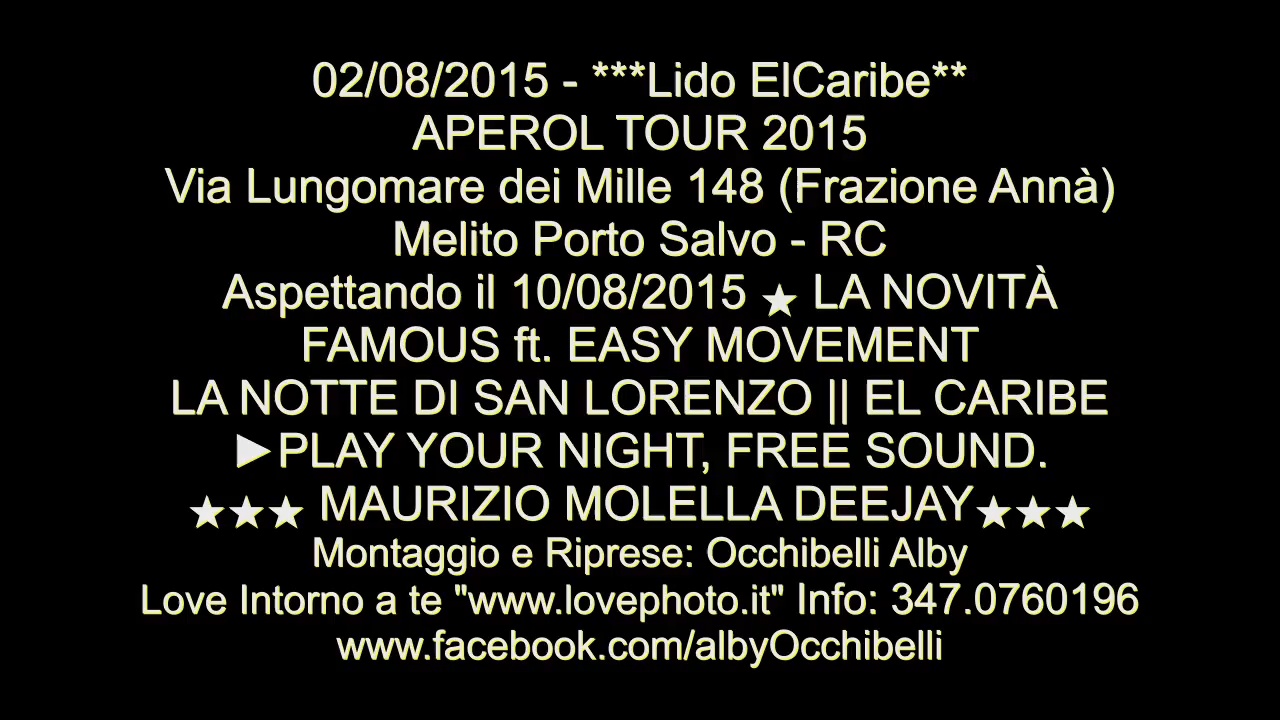 02/08/2015 - ***Lido ElCaribe**
APEROL TOUR 2015
Via Lungomare dei Mille 148 (Frazione Annà)
Melito Porto Salvo - RC
Aspettando il 10/08/2015 ★ LA NOVITÀ
FAMOUS ft. EASY MOVEMENT
LA NOTTE DI SAN LORENZO || EL CARIBE
►PLAY YOUR NIGHT, FREE SOUND.
★★★ MAURIZIO MOLELLA DEEJAY★★★
Montaggio e Riprese: Occhibelli Alby
Love Intorno a te "www.lovephoto.it" Info: 347.0760196
www.facebook.com/albyOcchibelli